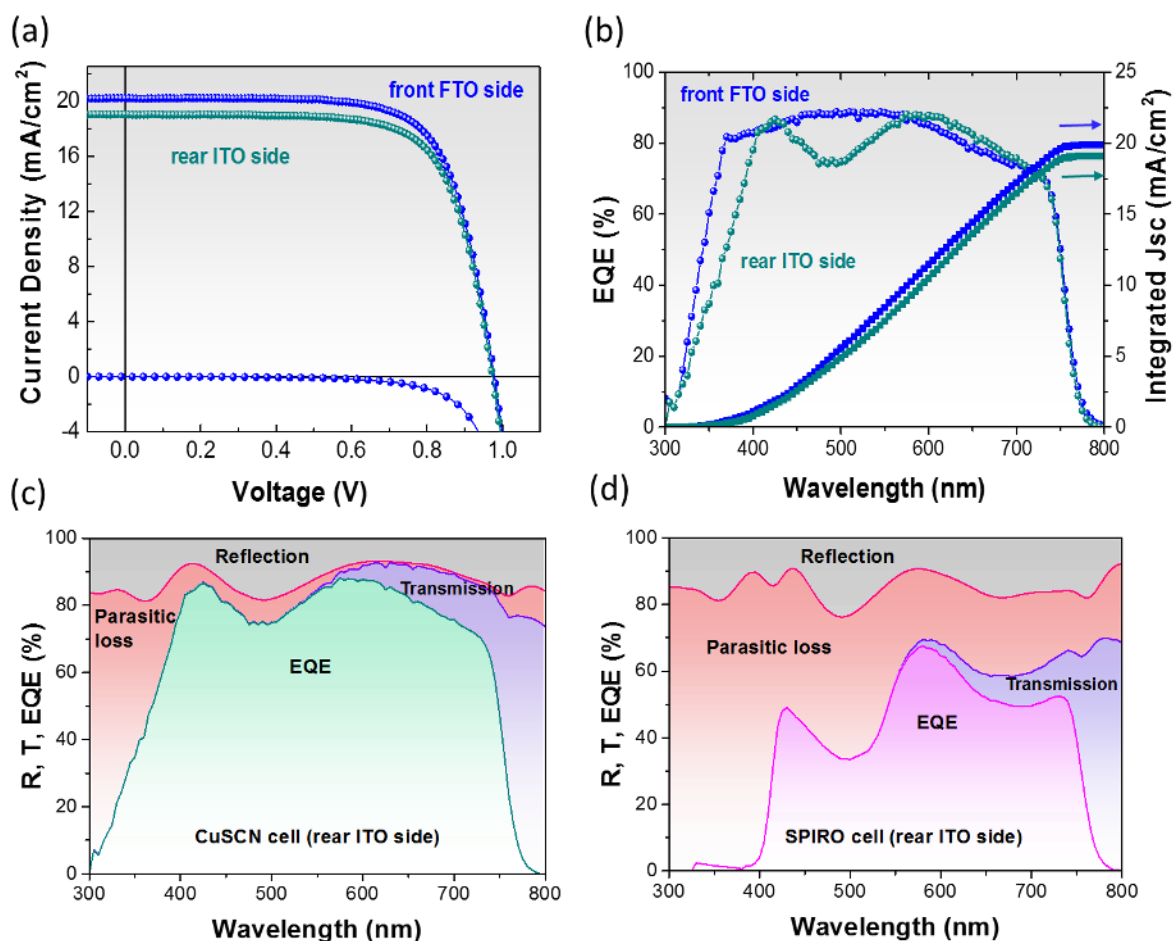 (a)
Current Density (mA/cm²)
20
16
12
8
4
0
-4
front FTO side
rear ITO side
0.0 0.2 0.4 0.6 0.8 1.0
Voltage (V)
(b)
EQE (%)
100
80
60
40
20
0
front FTO side
rear ITO side
25
20
15
10
5
0
Integrated Jsc (mA/cm²)
300 400 500 600 700 800
Wavelength (nm)
(c)
R, T, EQE (%)
100
80
60
40
20
0
Reflection
Transmission
Parasitic
loss
EQE
CuSCN cell (rear ITO side)
300 400 500 600 700 800
Wavelength (nm)
(d)
R, T, EQE (%)
100
80
60
40
20
0
Reflection
Parasitic loss
Transmission
EQE
SPIRO cell (rear ITO side)
300 400 500 600 700 800
Wavelength (nm)